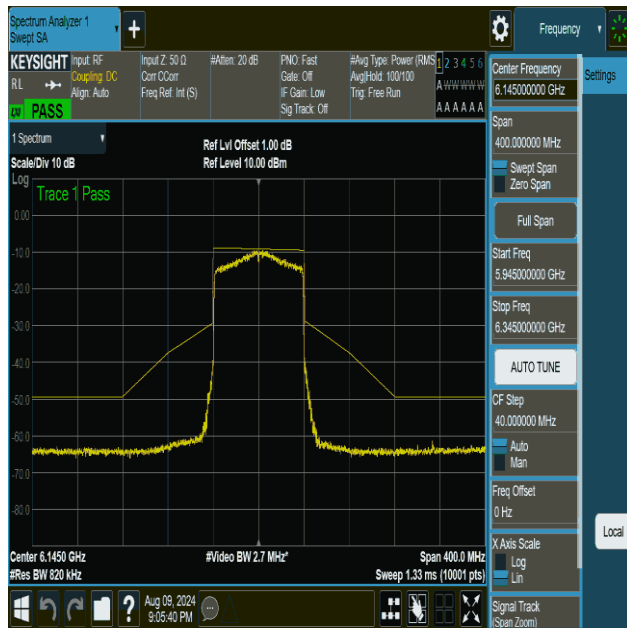 Spectrum Analyzer 1
Swept SA
Frequency
KEYSIGHT
RL
PASS
Input: RF
Coupling: DC
Align: Auto
Input Z: 50 Ω
Corr CCorr
Freq Ref: Int (S)
#Atten: 20 dB
PNO: Fast
Gate: Off
IF Gain: Low
Sig Track: Off
#Avg Type: Power (RMS
Avg|Hold: 100/100
Trig: Free Run
1 2 3 4 5 6
A W W W W W
A A A A A A
1 Spectrum
Scale/Div 10 dB
Ref Lvl Offset 1.00 dB
Ref Level 10.00 dBm
Log
Trace 1 Pass
0.00
-10.0
-20.0
-30.0
-40.0
-50.0
-60.0
-70.0
-80.0
Center 6.1450 GHz
#Res BW 820 kHz
#Video BW 2.7 MHz*
Span 400.0 MHz
Sweep 1.33 ms (10001 pts)
Aug 09, 2024
9:05:40 PM
Center Frequency
6.145000000 GHz
Settings
Span
400.000000 MHz
Swept Span
Zero Span
Full Span
Start Freq
5.945000000 GHz
Stop Freq
6.345000000 GHz
AUTO TUNE
CF Step
40.000000 MHz
Auto
Man
Freq Offset
0 Hz
Local
X Axis Scale
Log
Lin
Signal Track
(Span Zoom)